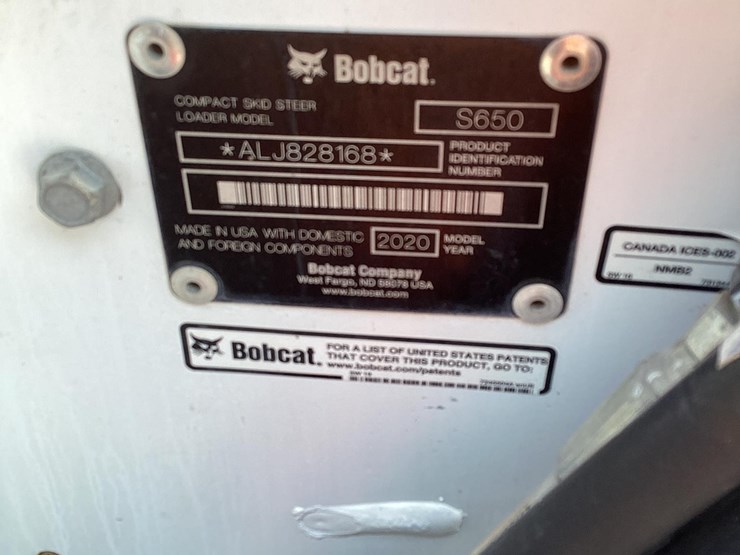 Bobcat.
COMPACT SKID STEER
LOADER MODEL
S650
*ALJ828168*
PRODUCT
IDENTIFICATION
NUMBER
MADE IN USA WITH DOMESTIC
AND FOREIGN COMPONENTS
2020
MODEL
YEAR
Bobcat Company
West Fargo, ND 58078 USA
www.bobcat.com
CANADA ICES-002
NMB2
Bobcat.
FOR A LIST OF UNITED STATES PATENTS
THAT COVER THIS PRODUCT, GO TO:
www.bobcat.com/patents